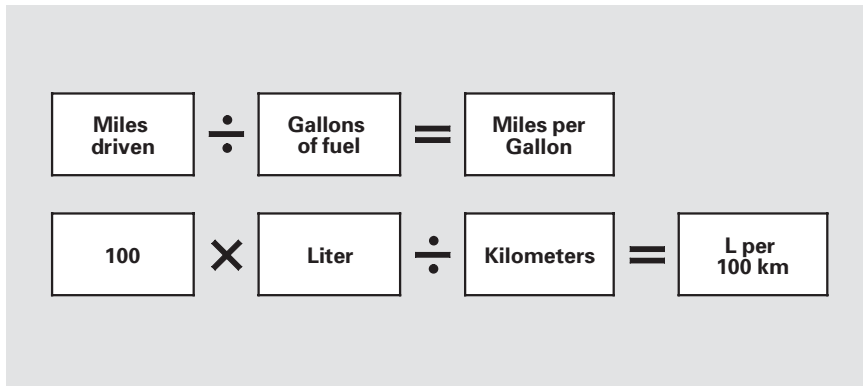 Miles
driven
÷
Gallons
of fuel
=
Miles per
Gallon
100
×
Liter
÷
Kilometers
=
L per
100 km